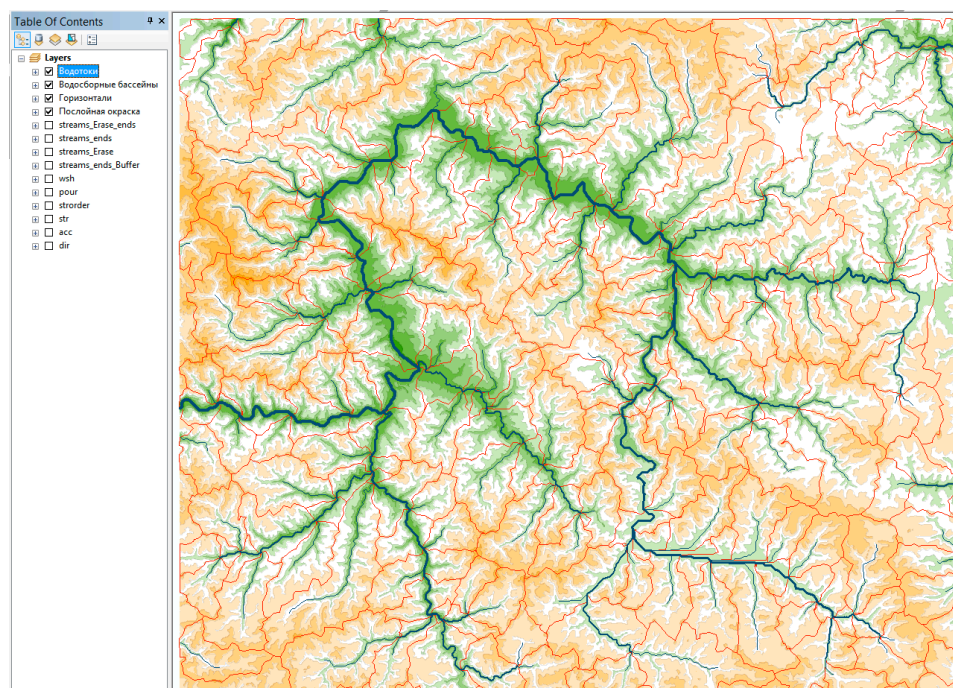 Table Of Contents
Layers
Водотоки
Водосборные бассейны
Горизонтали
Послойная окраска
streams_Erase_ends
streams_ends
streams_Erase
streams_ends_Buffer
wsh
pour
strorder
str
acc
dir